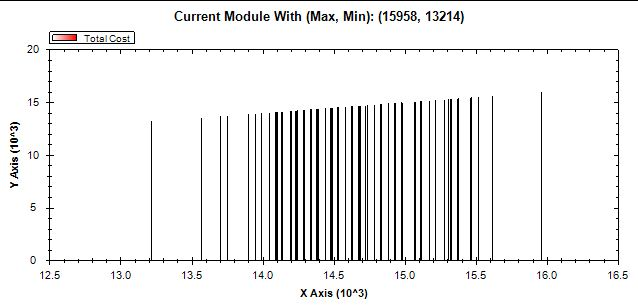 Current Module With (Max, Min): (15958, 13214)
Total Cost
20
15
10
5
0
Y Axis (10^3)
12.5 13.0 13.5 14.0 14.5 15.0 15.5 16.0 16.5
X Axis (10^3)